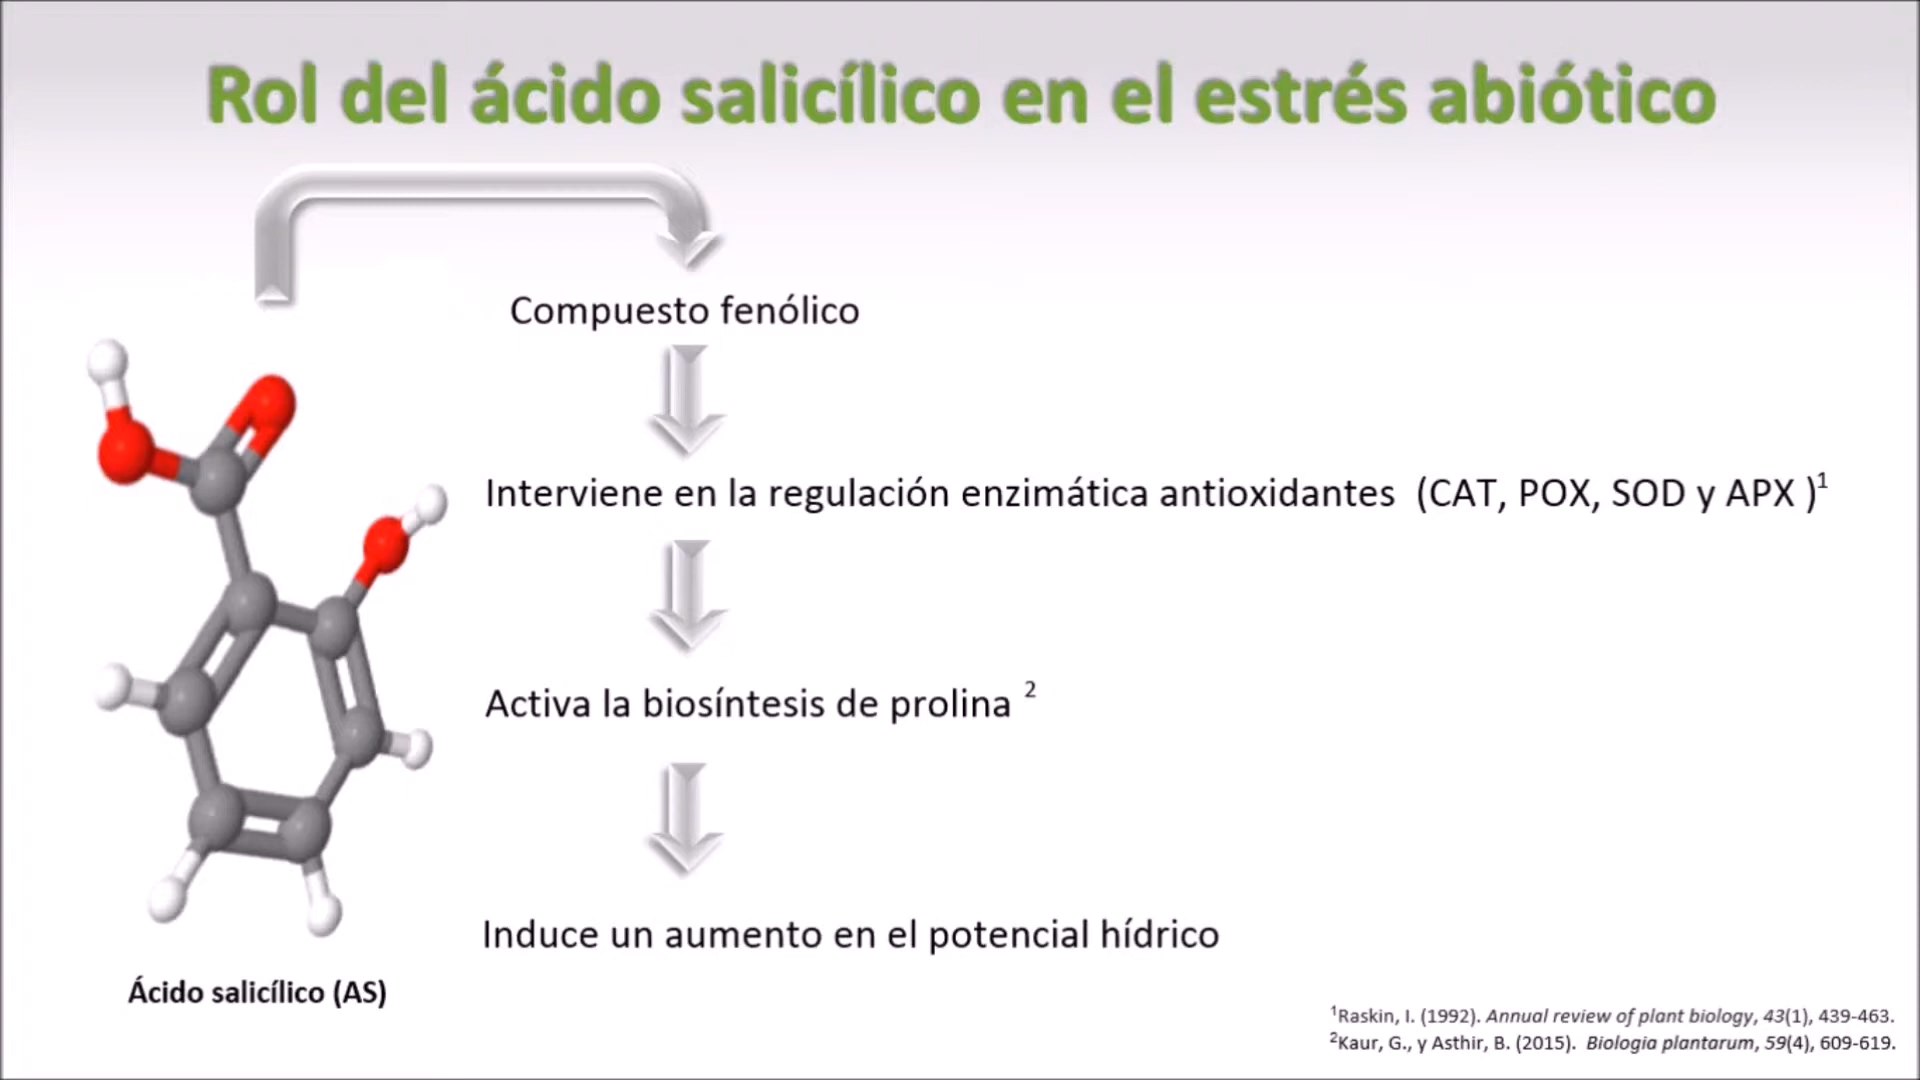 Rol del ácido salicílico en el estrés abiótico
Compuesto fenólico
Interviene en la regulación enzimática antioxidantes (CAT, POX, SOD y APX )¹
Activa la biosíntesis de prolina ²
Induce un aumento en el potencial hídrico
Ácido salicílico (AS)
¹Raskin, I. (1992). Annual review of plant biology, 43(1), 439-463.
²Kaur, G., y Asthir, B. (2015). Biologia plantarum, 59(4), 609-619.